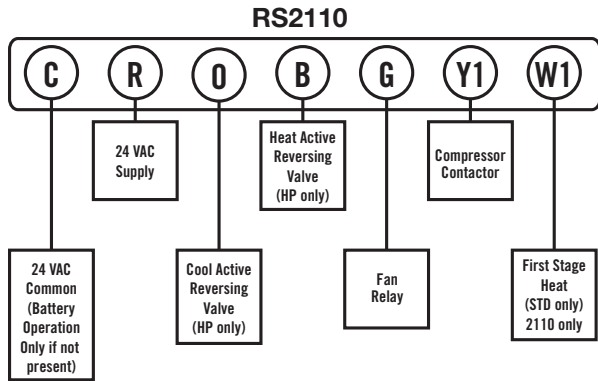 RS2110
C R O B G Y1 W1
24 VAC
Supply
Heat Active
Reversing
Valve
(HP only)
Compressor
Contactor
24 VAC
Common
(Battery
Operation
Only if not
present)
Cool Active
Reversing
Valve
(HP only)
Fan
Relay
First Stage
Heat
(STD only)
2110 only